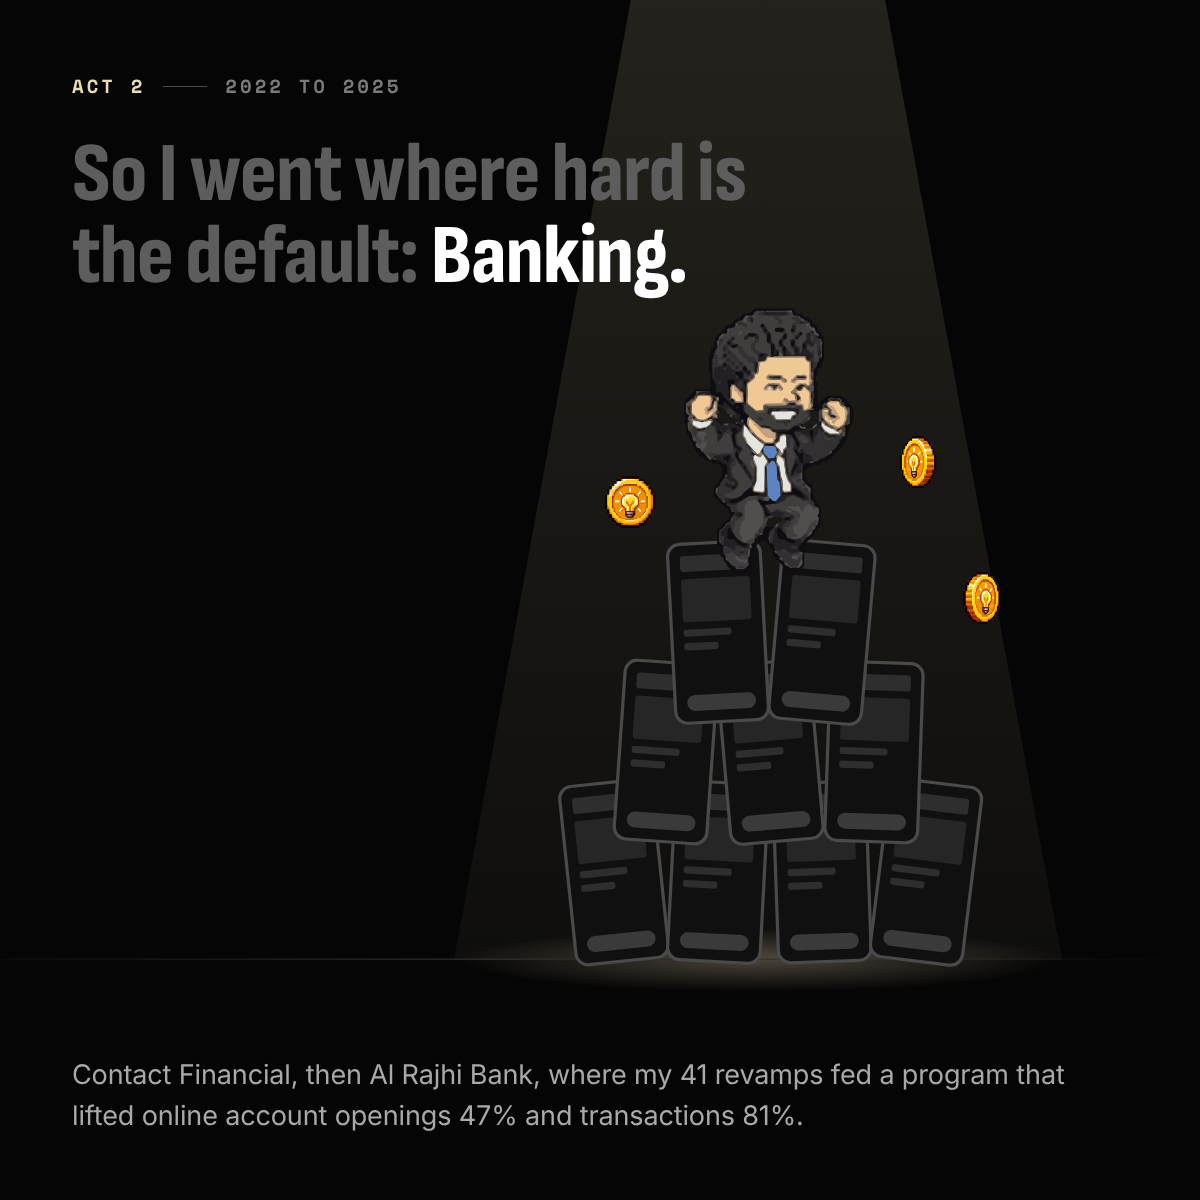 ACT 2 — 2022 TO 2025
So I went where hard is
the default: Banking.
Contact Financial, then Al Rajhi Bank, where my 41 revamps fed a program that
lifted online account openings 47% and transactions 81%.